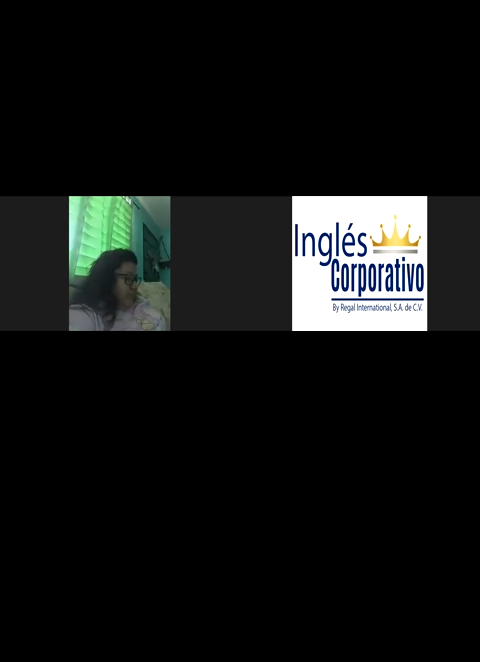 Inglés
Corporativo
By Regal International, S.A. de C.V.